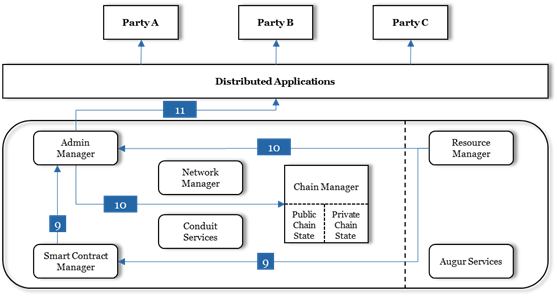 Party A
Party B
Party C
Distributed Applications
11
Admin
Manager
10
Resource
Manager
Network
Manager
Chain Manager
10
Public
Chain
State
Private
Chain
State
9
Conduit
Services
Smart Contract
Manager
9
Augur Services